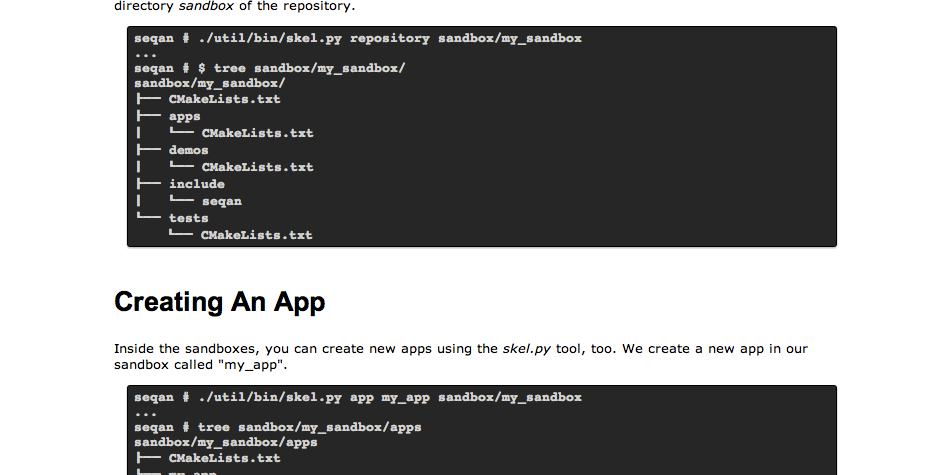 directory sandbox of the repository.
seqan # ./util/bin/skel.py repository sandbox/my_sandbox
...
seqan # $ tree sandbox/my_sandbox/
sandbox/my_sandbox/
├── CMakeLists.txt
├── apps
│   └── CMakeLists.txt
├── demos
│   └── CMakeLists.txt
├── include
│   └── seqan
└── tests
    └── CMakeLists.txt
Creating An App
Inside the sandboxes, you can create new apps using the skel.py tool, too. We create a new app in our
sandbox called "my_app".
seqan # ./util/bin/skel.py app my_app sandbox/my_sandbox
...
seqan # tree sandbox/my_sandbox/apps
sandbox/my_sandbox/apps
├── CMakeLists.txt